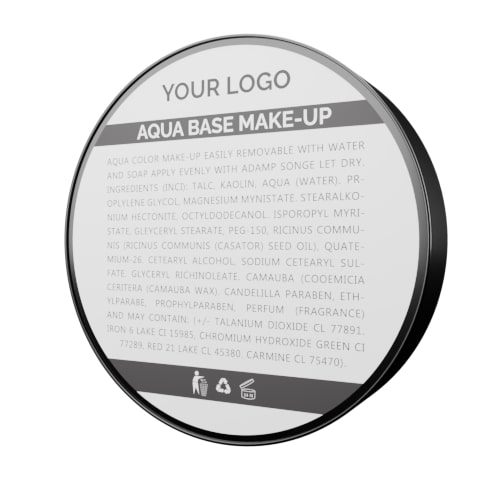 YOUR LOGO
AQUA BASE MAKE-UP
AQUA COLOR MAKE-UP EASILY REMOVABLE WITH WATER
AND SOAP APPLY EVENLY WITH ADAMP SONGE LET DRY.
INGREDIENTS (INCI): TALC, KAOLIN, AQUA (WATER), PR-
OPLYLENE GLYCOL, MAGNESIUM MYNISTATE, STEARALKO-
NIUM HECTONITE, OCTYLDODECANOL, ISOPOROPYL MYRI-
STATE, GLEYCERYL STEARATE, PEG-150, RICINUS COMMU-
NIS (RICINUS COMMUNIS (CASATOR) SEED OIL), QUATE-
MIUM-26, CETEARYL ALCOHOL, SODIUM CETEARYL SUL-
FATE, GLYCERYL RICHINOLEATE, CAMAUBA (COOEMICIA
CERITERA (CAMAUBA WAX), CANDELILLA PARABEN, ETH-
YLPARABE, PROPHYLPARABEN, PERFUM (FRAGRANCE)
AND MAY CONTAIN, (+/- TALANIUM DIOXIDE CL 77891,
IRON 6 LAKE CI 15985, CHROMIUM HYDROXIDE GREEN CI
77289, RED 21 LAKE CL 45380, CARMINE CL 75470).